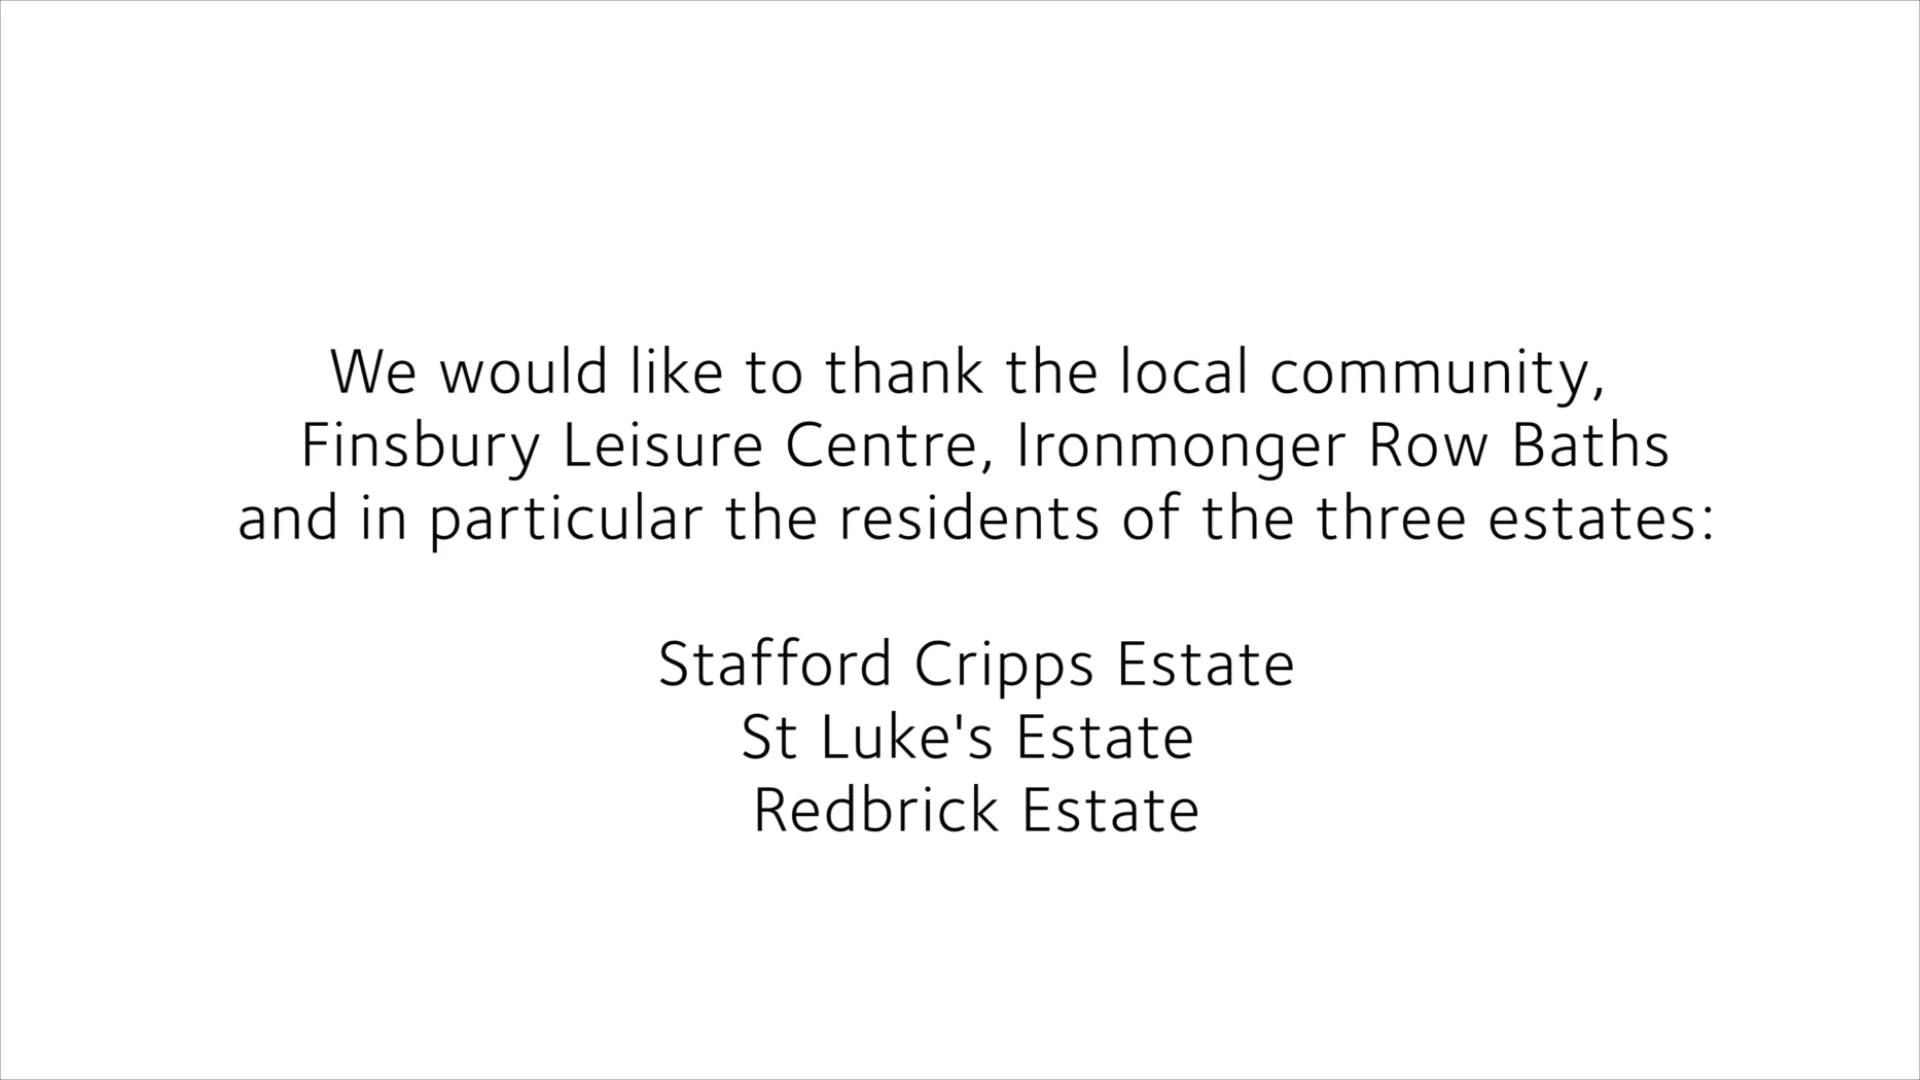 We would like to thank the local community,
Finsbury Leisure Centre, Ironmonger Row Baths
and in particular the residents of the three estates:
Stafford Cripps Estate
St Luke's Estate
Redbrick Estate